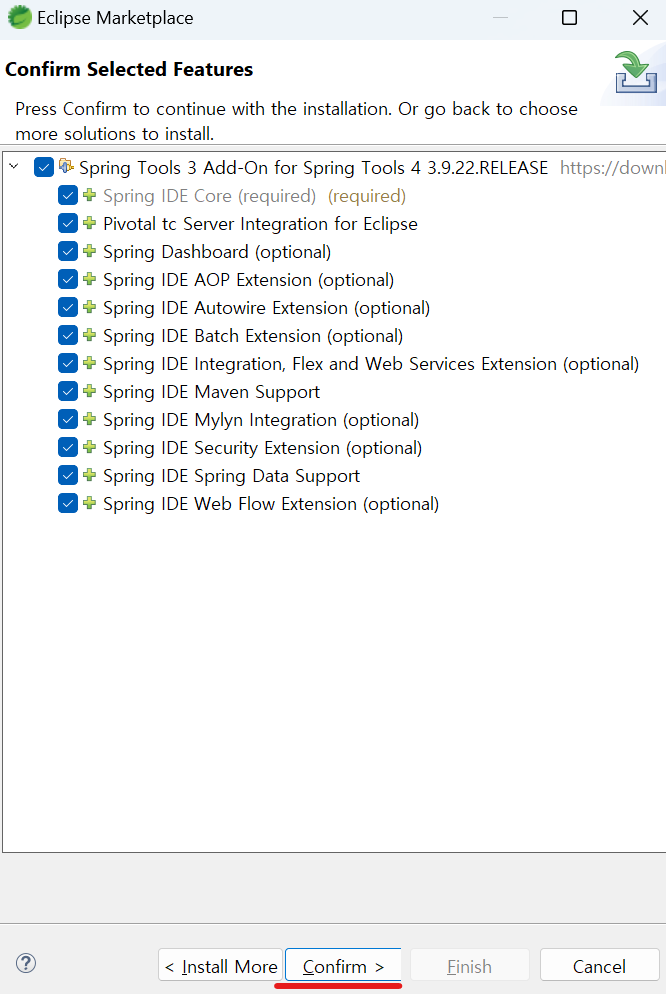 Eclipse Marketplace
Confirm Selected Features
Press Confirm to continue with the installation. Or go back to choose
more solutions to install.
Spring Tools 3 Add-On for Spring Tools 4 3.9.22.RELEASE https://downl
Spring IDE Core (required) (required)
Pivotal tc Server Integration for Eclipse
Spring Dashboard (optional)
Spring IDE AOP Extension (optional)
Spring IDE Autowire Extension (optional)
Spring IDE Batch Extension (optional)
Spring IDE Integration, Flex and Web Services Extension (optional)
Spring IDE Maven Support
Spring IDE Mylyn Integration (optional)
Spring IDE Security Extension (optional)
Spring IDE Spring Data Support
Spring IDE Web Flow Extension (optional)
? < Install More Confirm > Finish Cancel